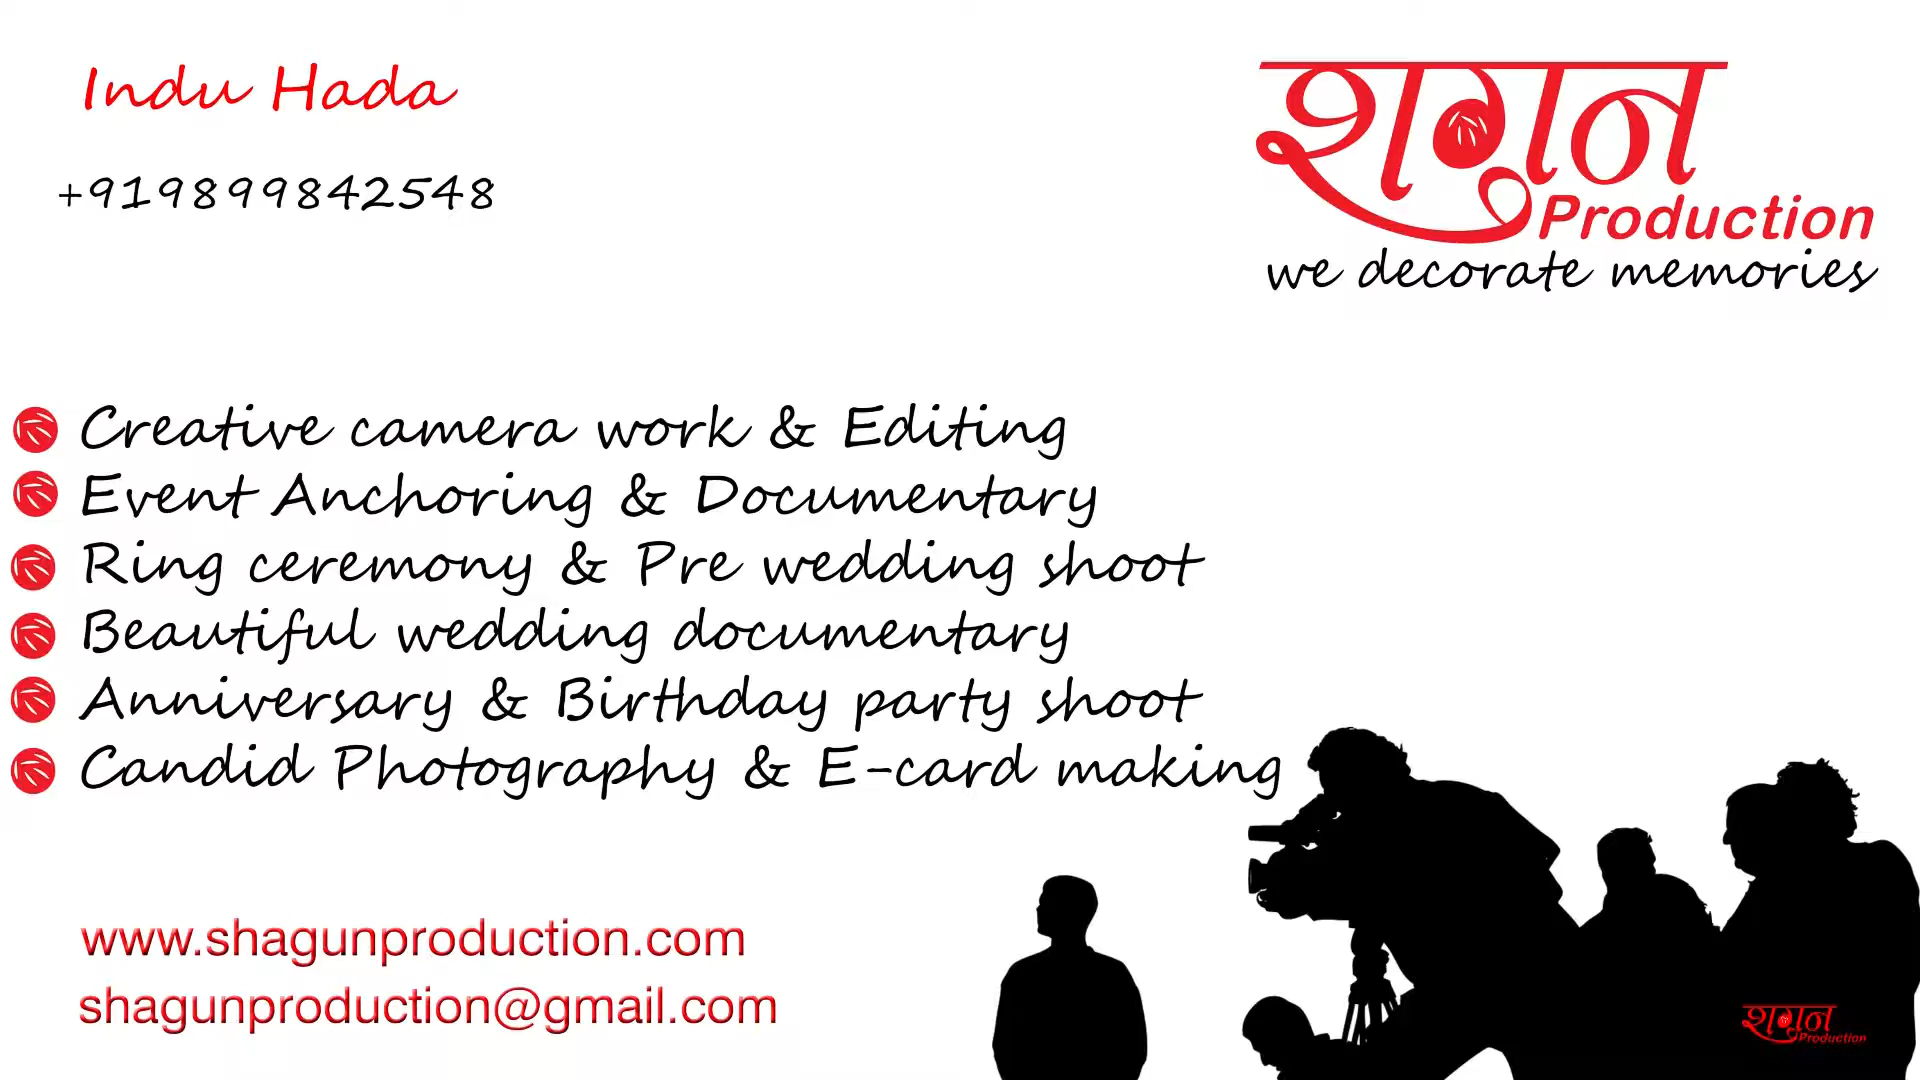 Indu Hada
+919899842548
शगुन
Production
we decorate memories
Creative camera work & Editing
Event Anchoring & Documentary
Ring ceremony & Pre wedding shoot
Beautiful wedding documentary
Anniversary & Birthday party shoot
Candid Photography & E-card making
www.shagunproduction.com
shagunproduction@gmail.com
शगुन
Production